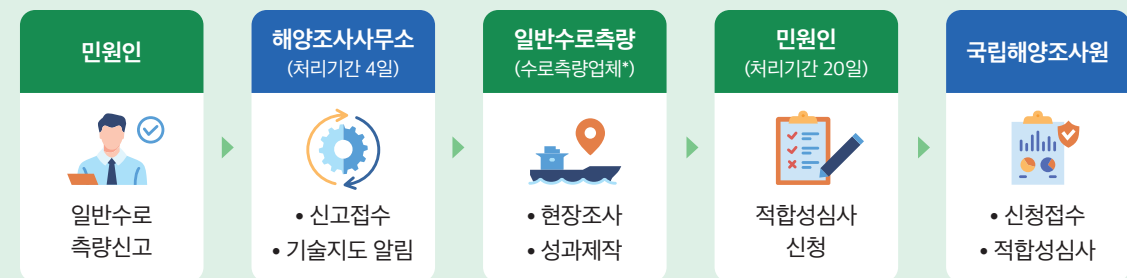 민원인
일반수로
측량신고
해양조사사무소
(처리기간 4일)
• 신고접수
• 기술지도 알림
일반수로측량
(수로측량업체*)
• 현장조사
• 성과제작
민원인
(처리기간 20일)
적합성심사
신청
국립해양조사원
• 신청접수
• 적합성심사